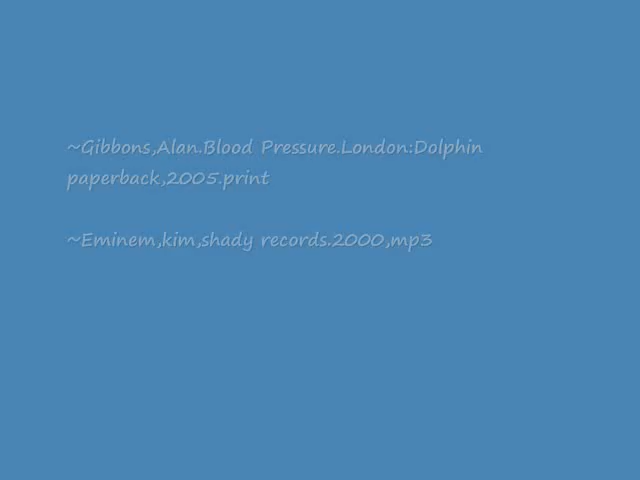 ~Gibbons,Alan.Blood Pressure.London:Dolphin
paperback,2005.print
~Eminem,kim,shady records.2000,mp3